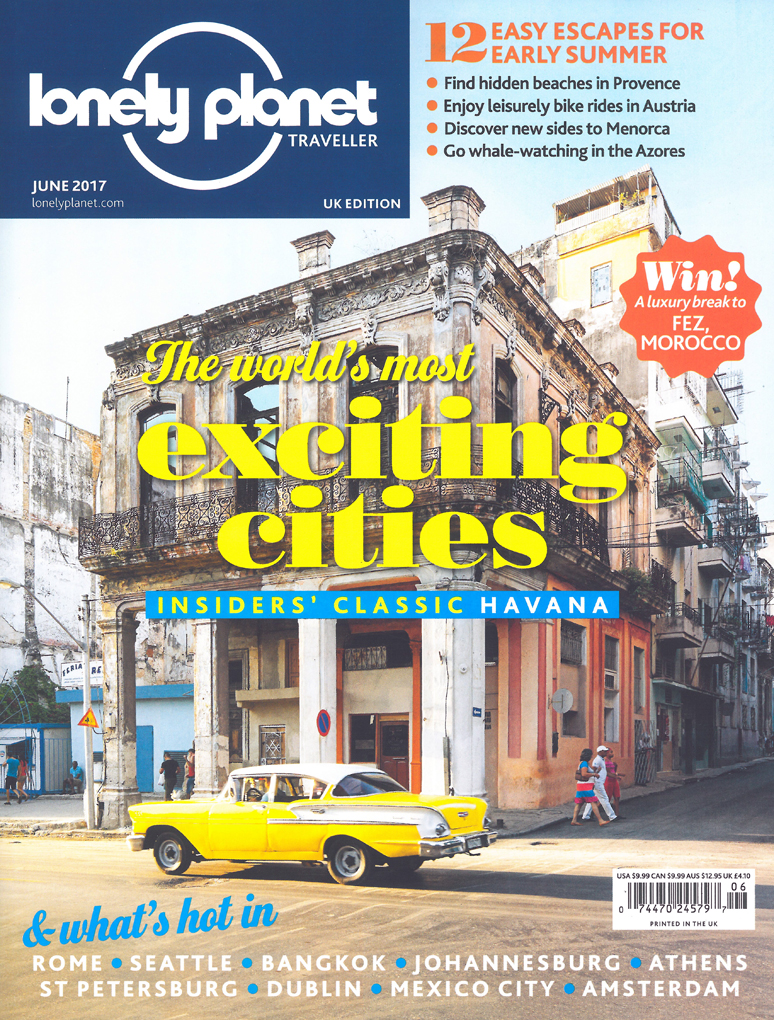 lonely planet
TRAVELLER
JUNE 2017
lonelyplanet.com
UK EDITION
12 EASY ESCAPES FOR
EARLY SUMMER
• Find hidden beaches in Provence
• Enjoy leisurely bike rides in Austria
• Discover new sides to Menorca
• Go whale-watching in the Azores
Win!
A luxury break to
FEZ,
MOROCCO
The world's most
exciting
cities
INSIDERS' CLASSIC HAVANA
USA $9.99 CAN $9.99 AUS $12.95 UK £4.10
06
0 74470 24579 7
PRINTED IN THE UK
& what's hot in
ROME • SEATTLE • BANGKOK • JOHANNESBURG • ATHENS
ST PETERSBURG • DUBLIN • MEXICO CITY • AMSTERDAM